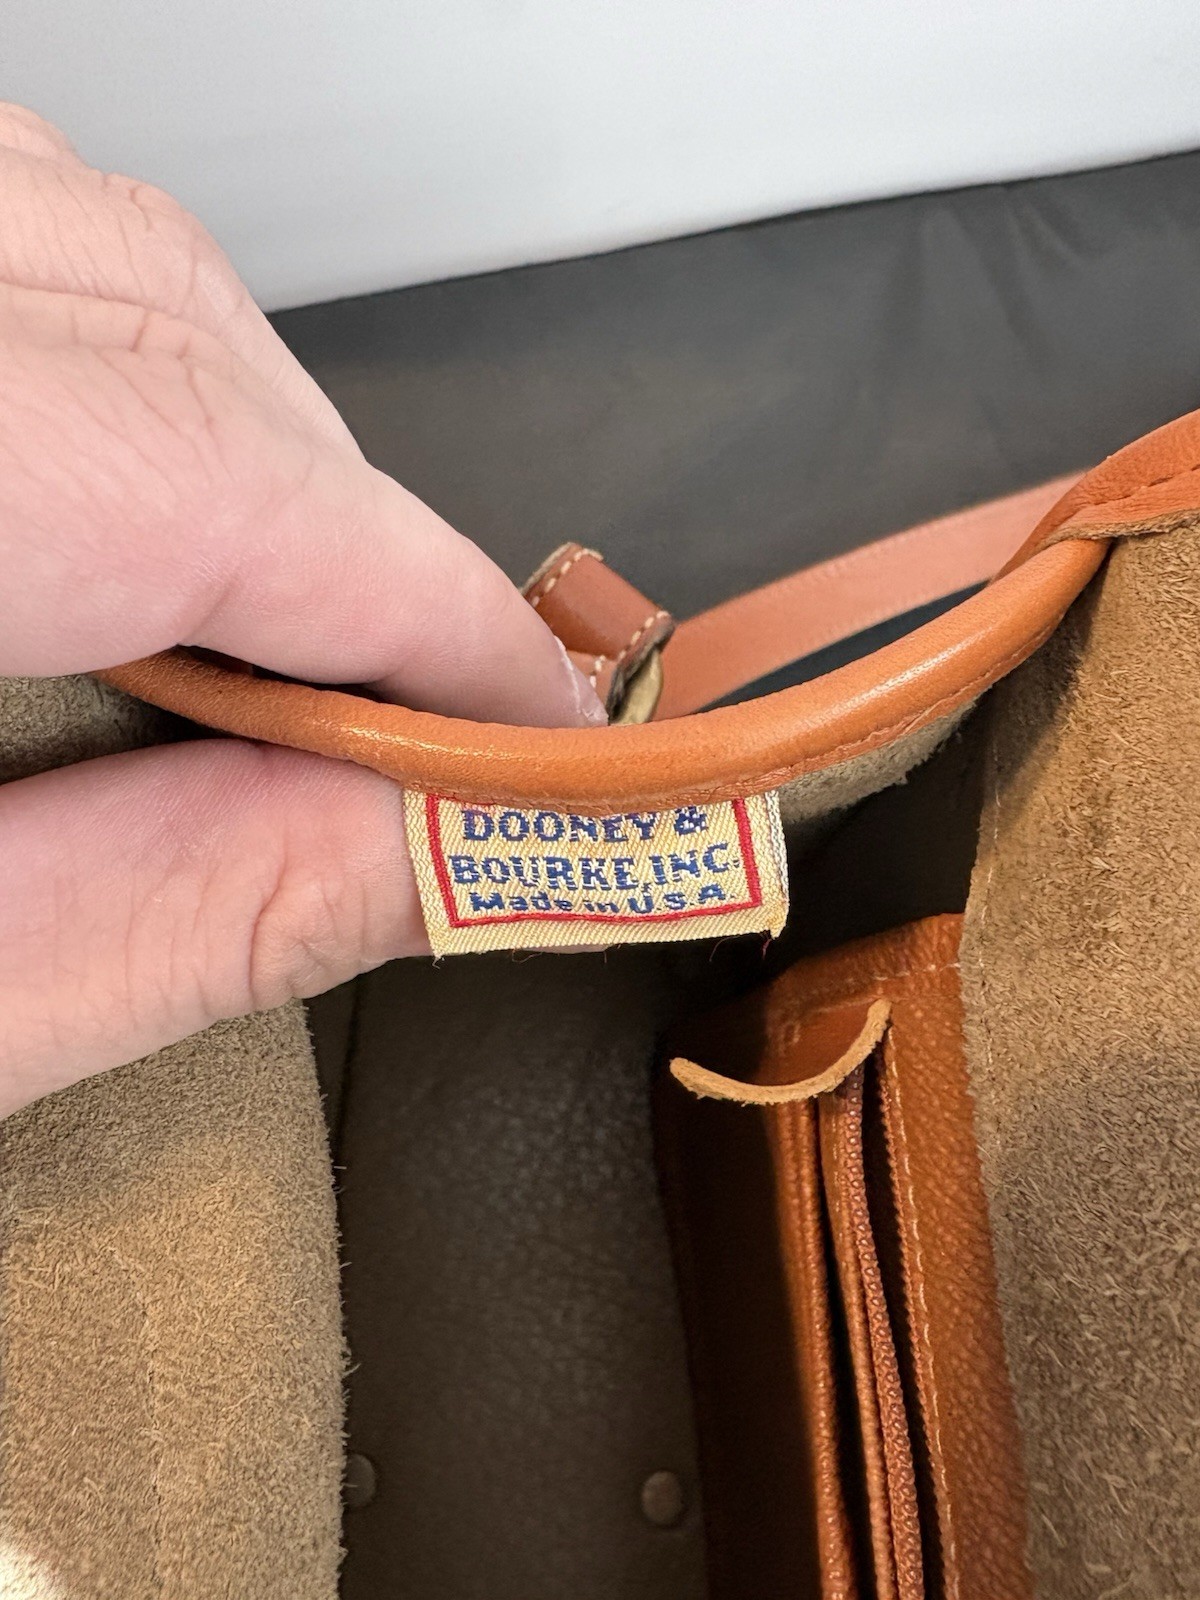 DOONEY &
BOURKE, INC.
Made in U.S.A.